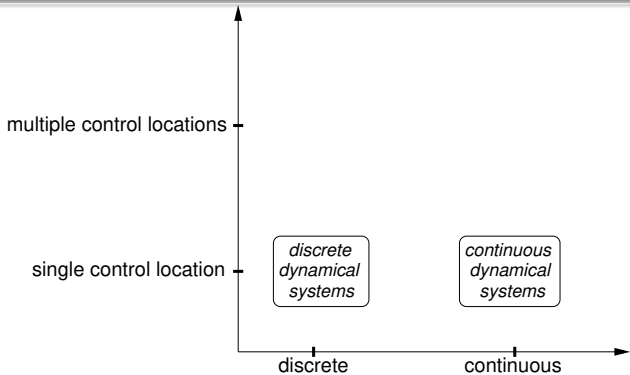 multiple control locations
single control location
discrete
dynamical
systems
continuous
dynamical
systems
discrete
continuous